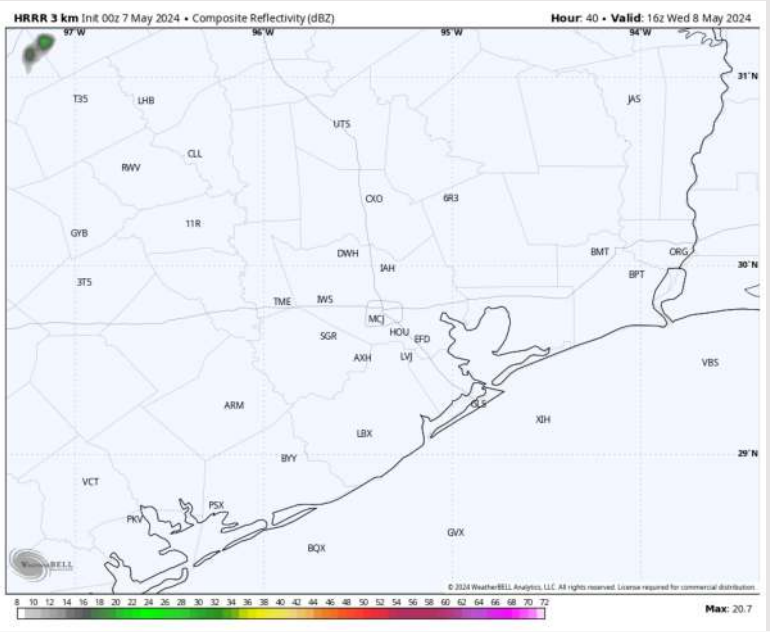 HRRR 3 km Init 00z 7 May 2024 • Composite Reflectivity (dBZ)
Hour: 40 • Valid: 16z Wed 8 May 2024
97°W 96°W 95°W 94°W
31°N
T35 LHB JAS
UTS
CLL
RWV
CXO 6R3
11R
GYB
DWH BMT ORG
30°N
IAH
BPT
3T5
TME IWS
MCJ
SGR HOU
EFD
AXH LVJ
VBS
ARM GLS
XIH
LBX
29°N
BYY
VCT
PSX
PKV
GVX
BQX
WeatherBELL
© 2024 WeatherBELL Analytics, LLC. All rights reserved. License required for commercial distribution.
8 10 12 14 16 18 20 22 24 26 28 30 32 34 36 38 40 42 44 46 48 50 52 54 56 58 60 62 64 66 68 70 72
Max: 20.7